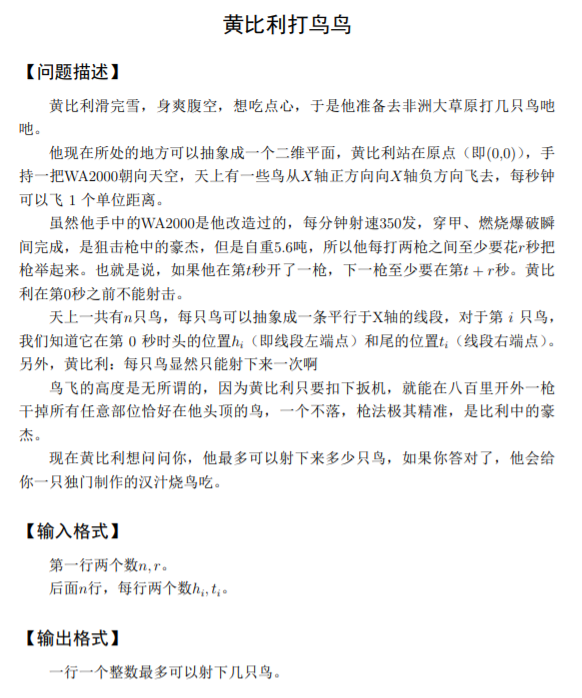 黄比利打鸟鸟
【问题描述】
黄比利滑完雪，身爽腹空，想吃点心，于是他准备去非洲大草原打几只鸟吔
吔。
他现在所处的地方可以抽象成一个二维平面，黄比利站在原点（即(0,0)），手
持一把WA2000朝向天空，天上有一些鸟从X轴正方向向X轴负方向飞去，每秒钟
可以飞 1 个单位距离。
虽然他手中的WA2000是他改造过的，每分钟射速350发，穿甲、燃烧爆破瞬
间完成，是狙击枪中的豪杰，但是自重5.6吨，所以他每打两枪之间至少要花r秒把
枪举起来。也就是说，如果他在第t秒开了一枪，下一枪至少要在第t + r秒。黄比
利在第0秒之前不能射击。
天上一共有n只鸟，每只鸟可以抽象成一条平行于X轴的线段，对于第 i 只鸟，
我们知道它在第 0 秒时头的位置hi（即线段左端点）和尾的位置ti（线段右端点）。
另外，黄比利：每只鸟显然只能射下来一次啊
鸟飞的高度是无所谓的，因为黄比利只要扣下扳机，就能在八百里开外一枪
干掉所有任意部位恰好在他头顶的鸟，一个不落，枪法极其精准，是比利中的豪
杰。
现在黄比利想问问你，他最多可以射下来多少只鸟，如果你答对了，他会给
你一只独门制作的汉汁烧鸟吃。
【输入格式】
第一行两个数n, r。
后面n行，每行两个数hi, ti。
【输出格式】
一行一个整数最多可以射下几只鸟。